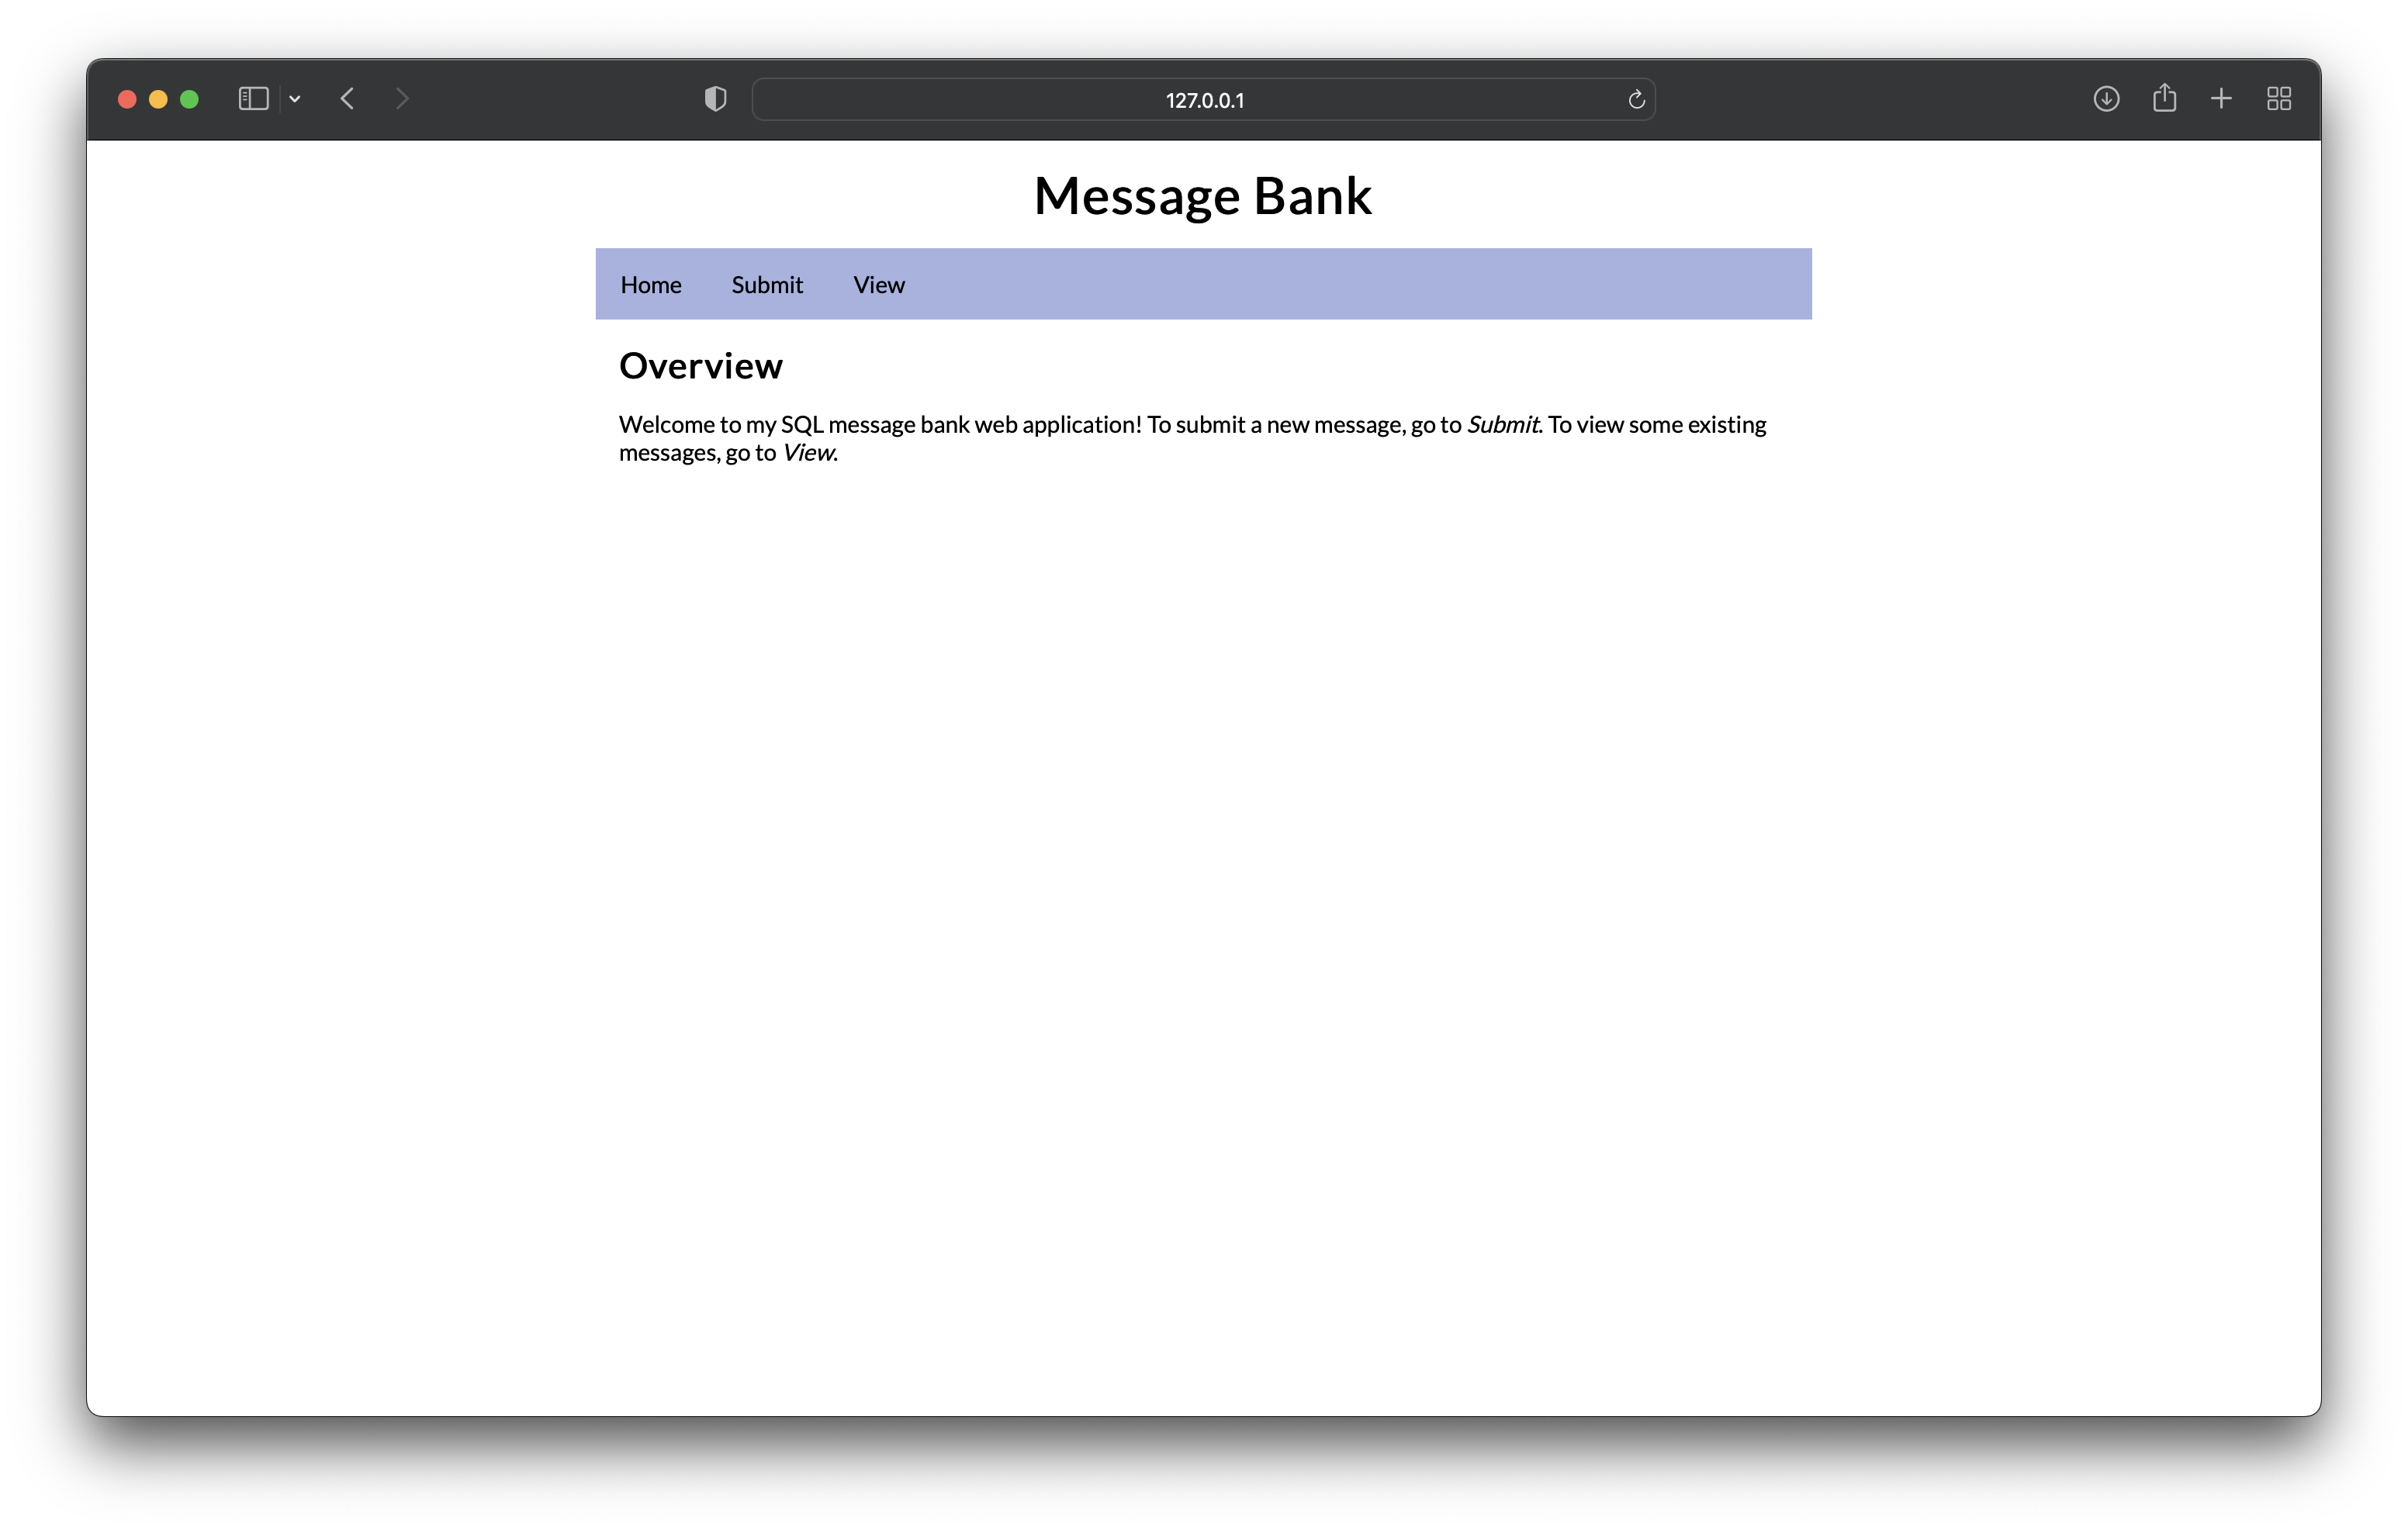 127.0.0.1
Message Bank
Home Submit View
Overview
Welcome to my SQL message bank web application! To submit a new message, go to Submit. To view some existing
messages, go to View.